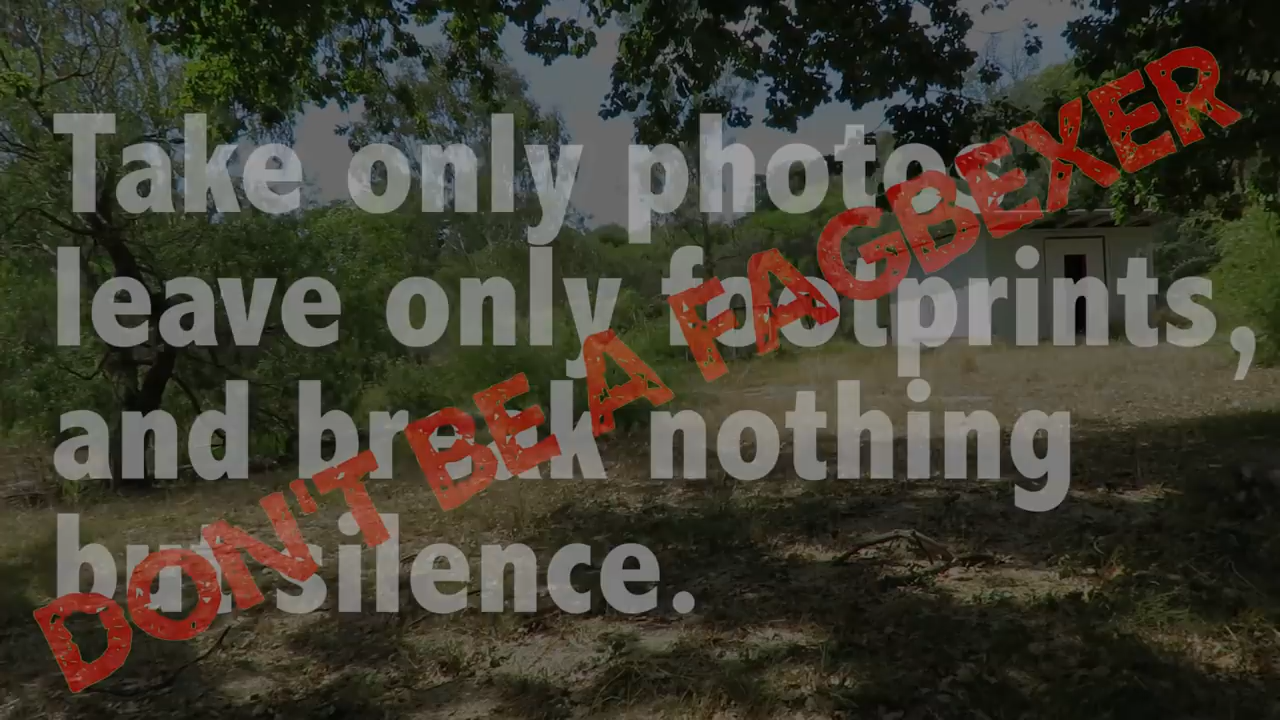 Take only photos
leave only footprints,
and break nothing
but silence.
DON'T BE A FAGBEXER